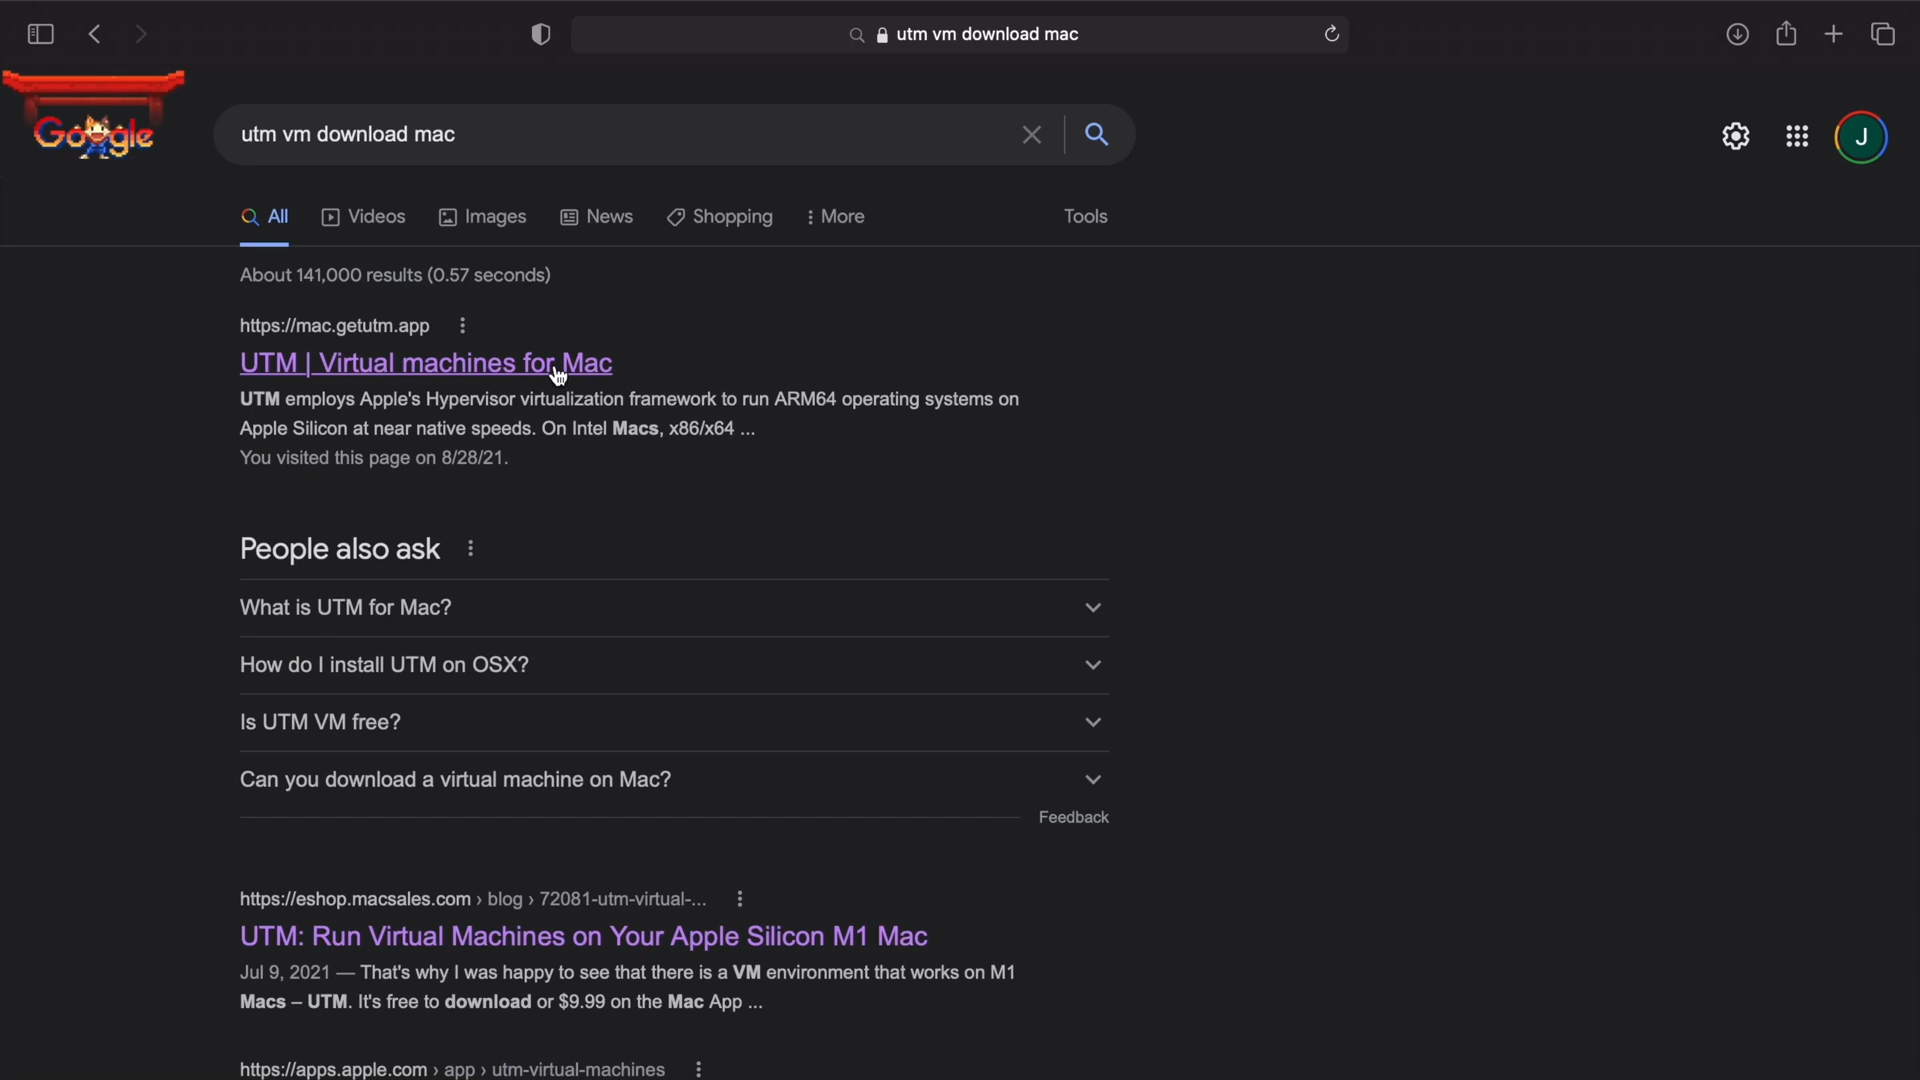 utm vm download mac
Google
utm vm download mac
J
All
Videos
Images
News
Shopping
More
Tools
About 141,000 results (0.57 seconds)
https://mac.getutm.app
UTM | Virtual machines for Mac
UTM employs Apple's Hypervisor virtualization framework to run ARM64 operating systems on
Apple Silicon at near native speeds. On Intel Macs, x86/x64 ...
You visited this page on 8/28/21.
People also ask
What is UTM for Mac?
How do I install UTM on OSX?
Is UTM VM free?
Can you download a virtual machine on Mac?
Feedback
https://eshop.macsales.com › blog › 72081-utm-virtual-...
UTM: Run Virtual Machines on Your Apple Silicon M1 Mac
Jul 9, 2021 — That's why I was happy to see that there is a VM environment that works on M1
Macs – UTM. It's free to download or $9.99 on the Mac App ...
https://apps.apple.com › app › utm-virtual-machines